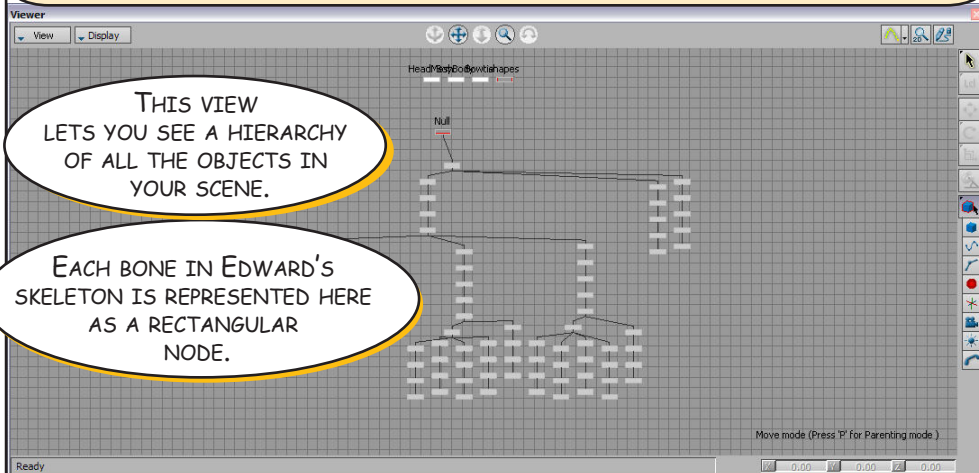 Viewer
View Display
THIS VIEW
LETS YOU SEE A HIERARCHY
OF ALL THE OBJECTS IN
YOUR SCENE.
Null
EACH BONE IN EDWARD'S
SKELETON IS REPRESENTED HERE
AS A RECTANGULAR
NODE.
Move mode (Press 'P' for Parenting mode )
Ready X 0.00 Y 0.00 Z 0.00